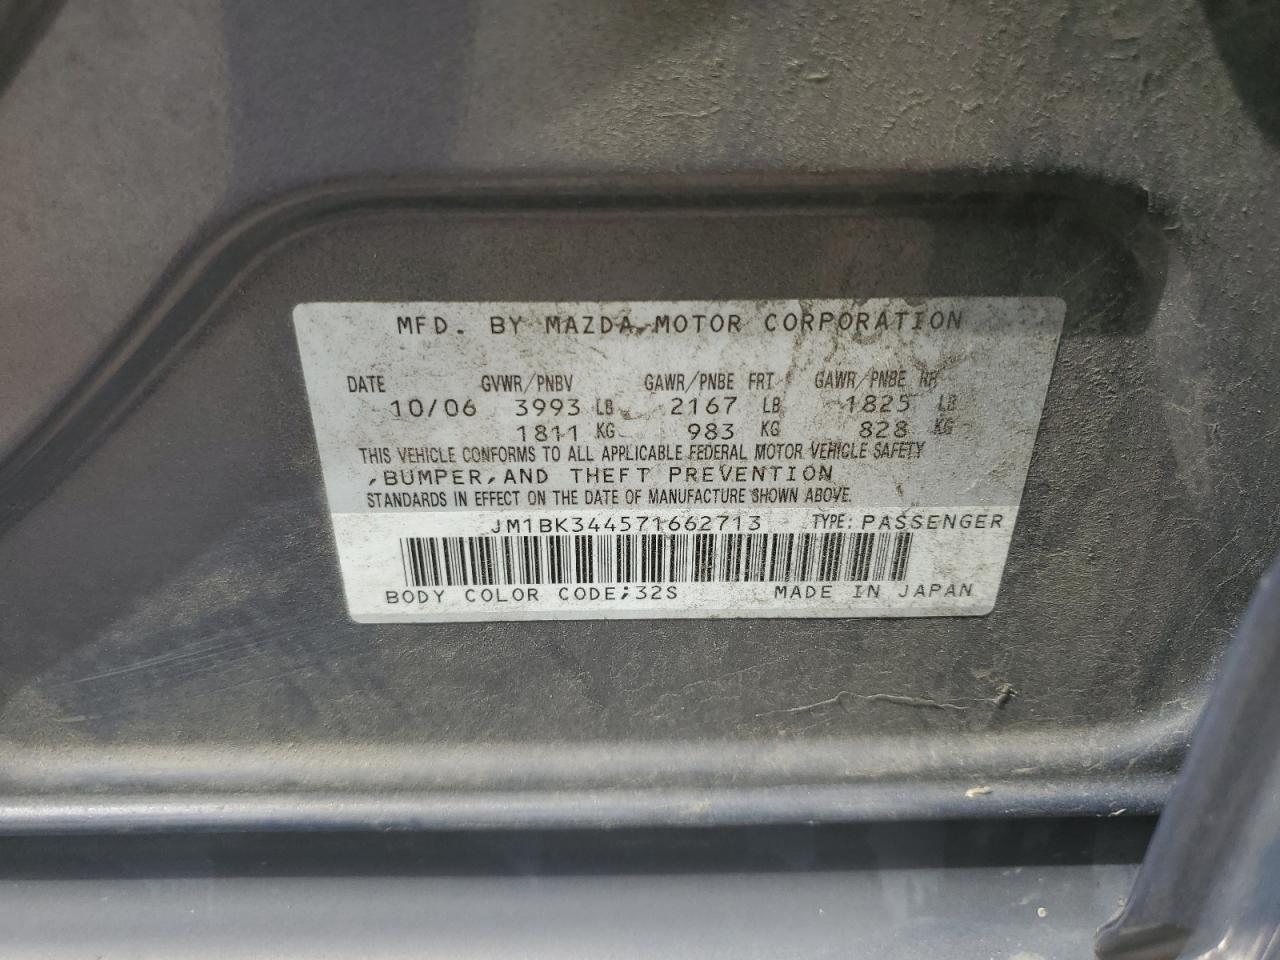 MFD. BY MAZDA MOTOR CORPORATION
DATE GVWR/PNBV GAWR/PNBE FRT GAWR/PNBE RR
10/06 3993 LB 2167 LB 1825 LB
1811 KG 983 KG 828 KG
THIS VEHICLE CONFORMS TO ALL APPLICABLE FEDERAL MOTOR VEHICLE SAFETY
,BUMPER,AND THEFT PREVENTION
STANDARDS IN EFFECT ON THE DATE OF MANUFACTURE SHOWN ABOVE.
JM1BK344571662713 TYPE: PASSENGER
BODY COLOR CODE;32S MADE IN JAPAN